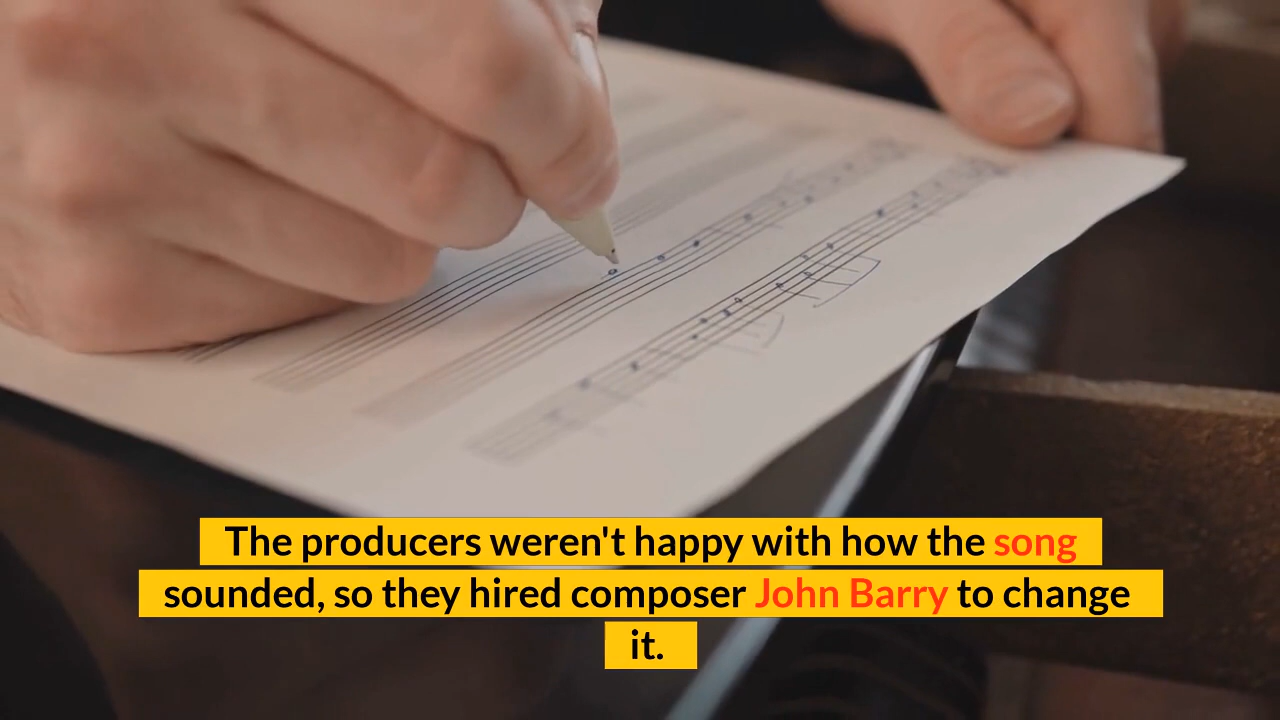 The producers weren't happy with how the song
sounded, so they hired composer John Barry to change
it.